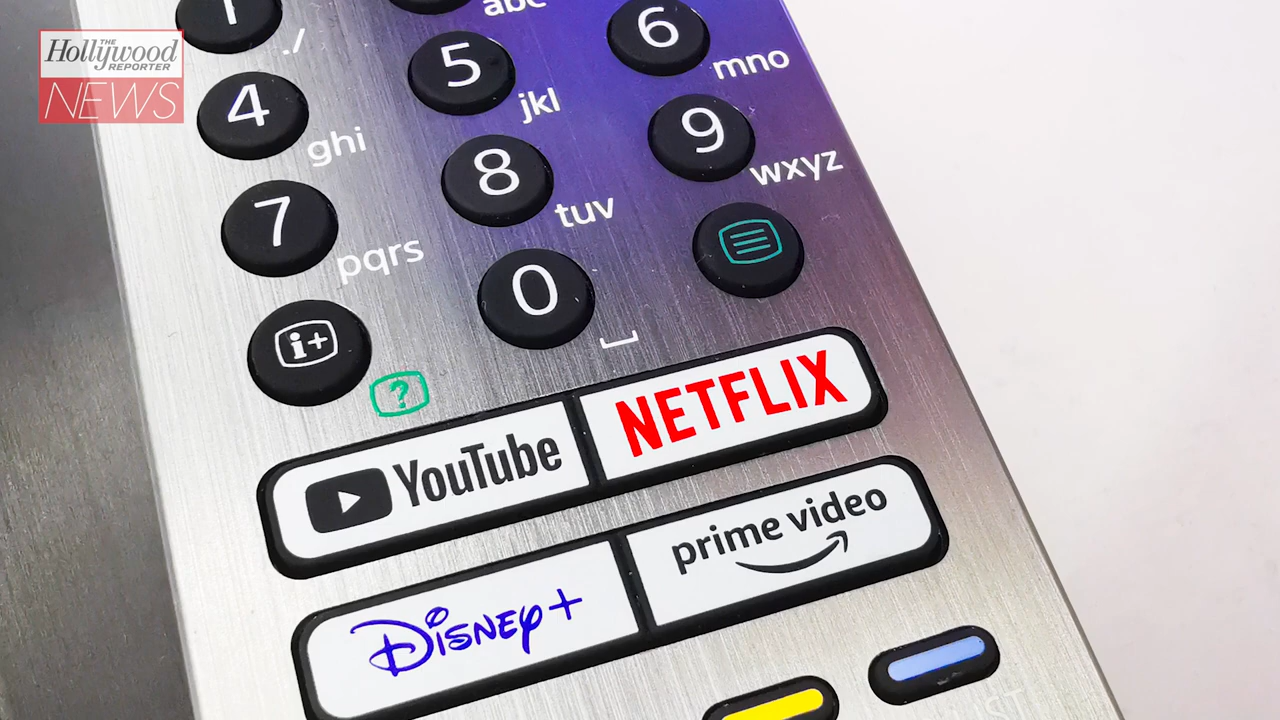 THE
Hollywood
REPORTER
NEWS
1
./
abc
4
ghi
5
jkl
6
mno
7
pqrs
8
tuv
9
wxyz
i+
?
0
YouTube
NETFLIX
Disney+
prime video